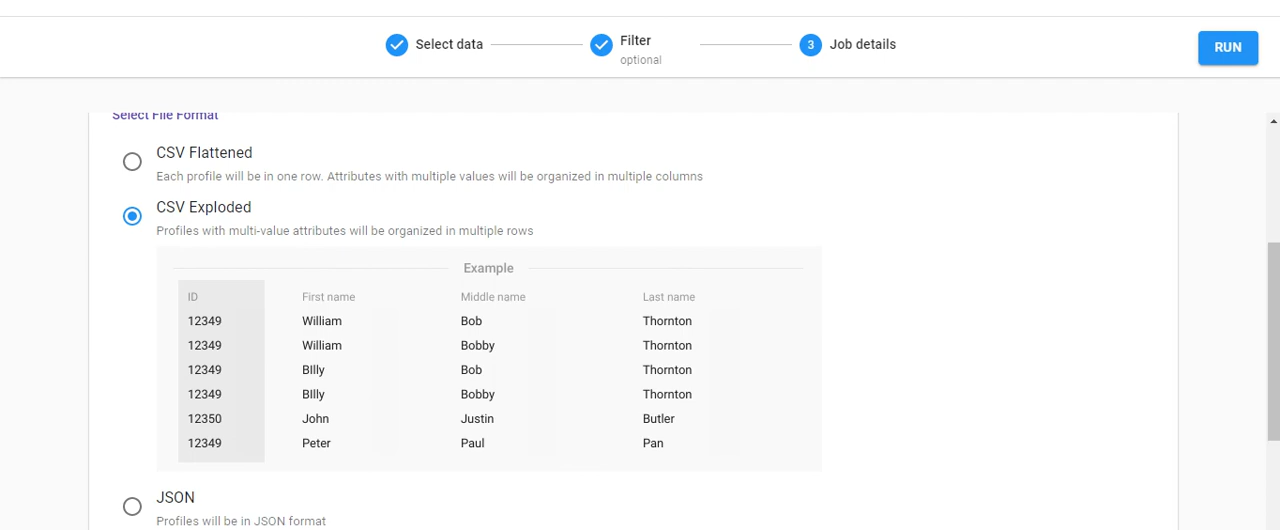 Select data
Filter
optional
3 Job details
RUN
Select File Format
CSV Flattened
Each profile will be in one row. Attributes with multiple values will be organized in multiple columns
CSV Exploded
Profiles with multi-value attributes will be organized in multiple rows
Example
ID First name Middle name Last name
12349 William Bob Thornton
12349 William Bobby Thornton
12349 BIlly Bob Thornton
12349 BIlly Bobby Thornton
12350 John Justin Butler
12349 Peter Paul Pan
JSON
Profiles will be in JSON format